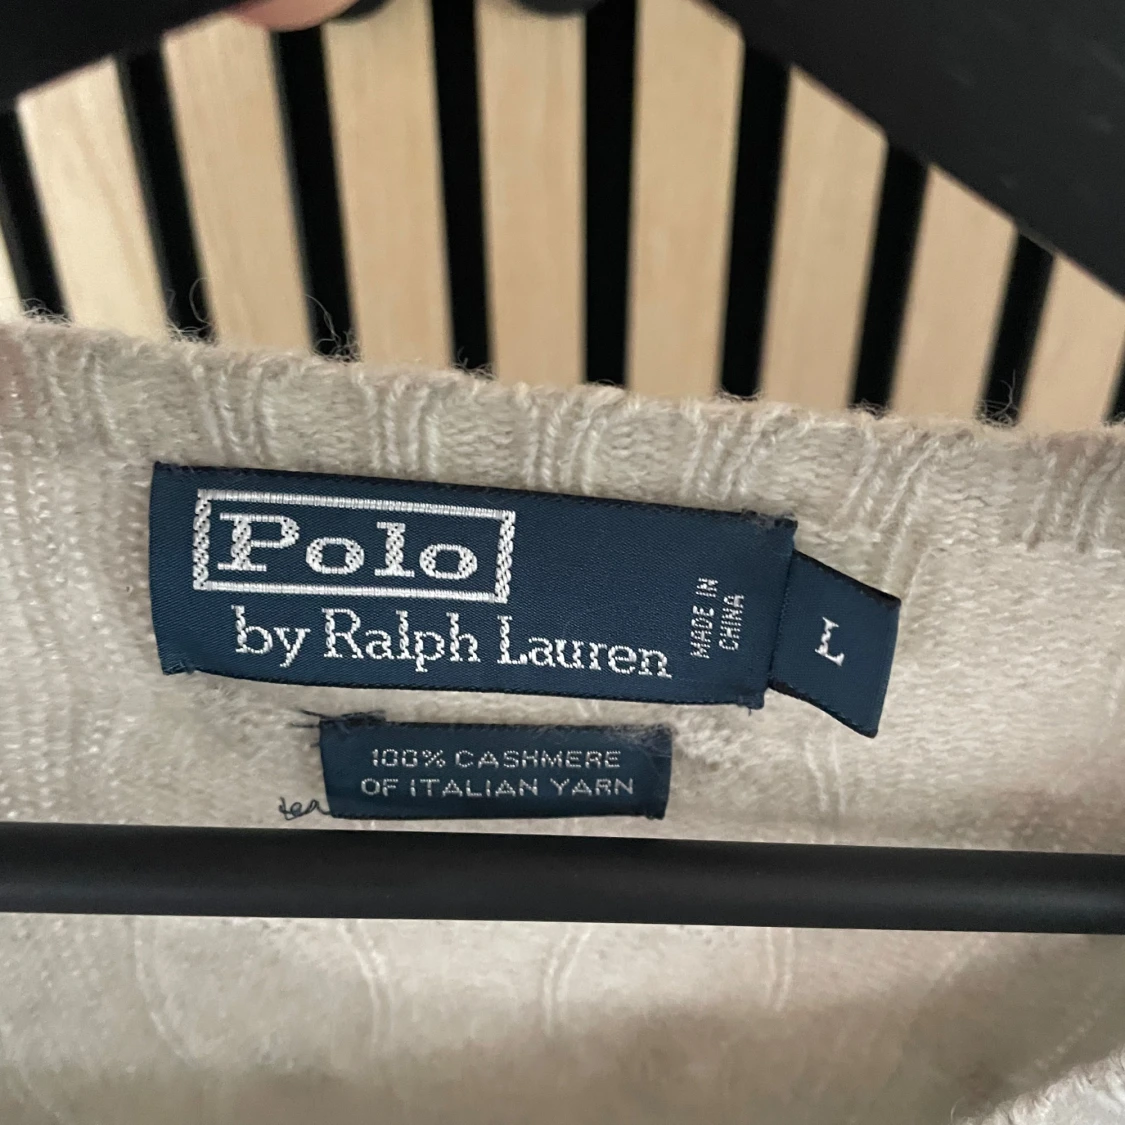 Polo
by Ralph Lauren
MADE IN
CHINA
L
100% CASHMERE
OF ITALIAN YARN